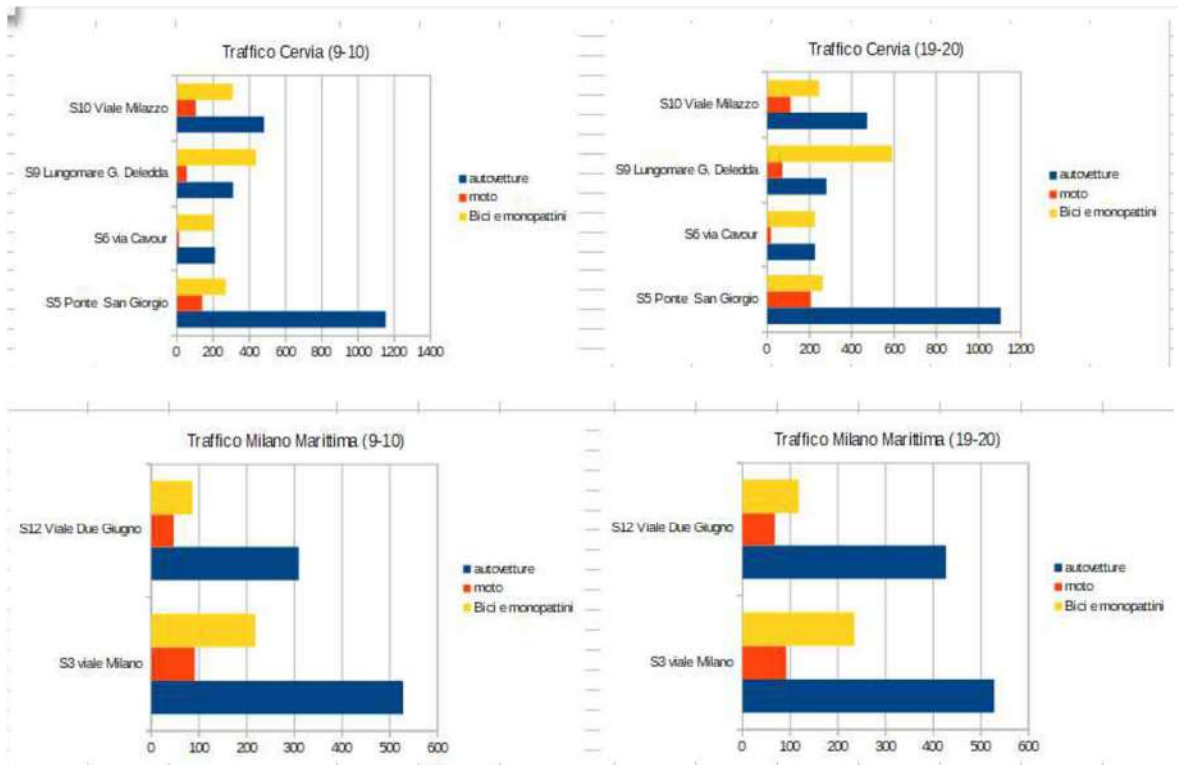 Traffico Cervia (9-10)
S10 Viale Milazzo
S9 Lungomare G. Deledda
S6 via Cavour
S5 Ponte San Giorgio
0 200 400 600 800 1000 1200 1400
autovetture
moto
Bici e monopattini
Traffico Cervia (19-20)
S10 Viale Milazzo
S9 Lungomare G. Deledda
S6 via Cavour
S5 Ponte San Giorgio
0 200 400 600 800 1000 1200
autovetture
moto
Bici e monopattini
Traffico Milano Marittima (9-10)
S12 Viale Due Giugno
S3 viale Milano
0 100 200 300 400 500 600
autovetture
moto
Bici e monopattini
Traffico Milano Marittima (19-20)
S12 Viale Due Giugno
S3 viale Milano
0 100 200 300 400 500 600
autovetture
moto
Bici e monopattini